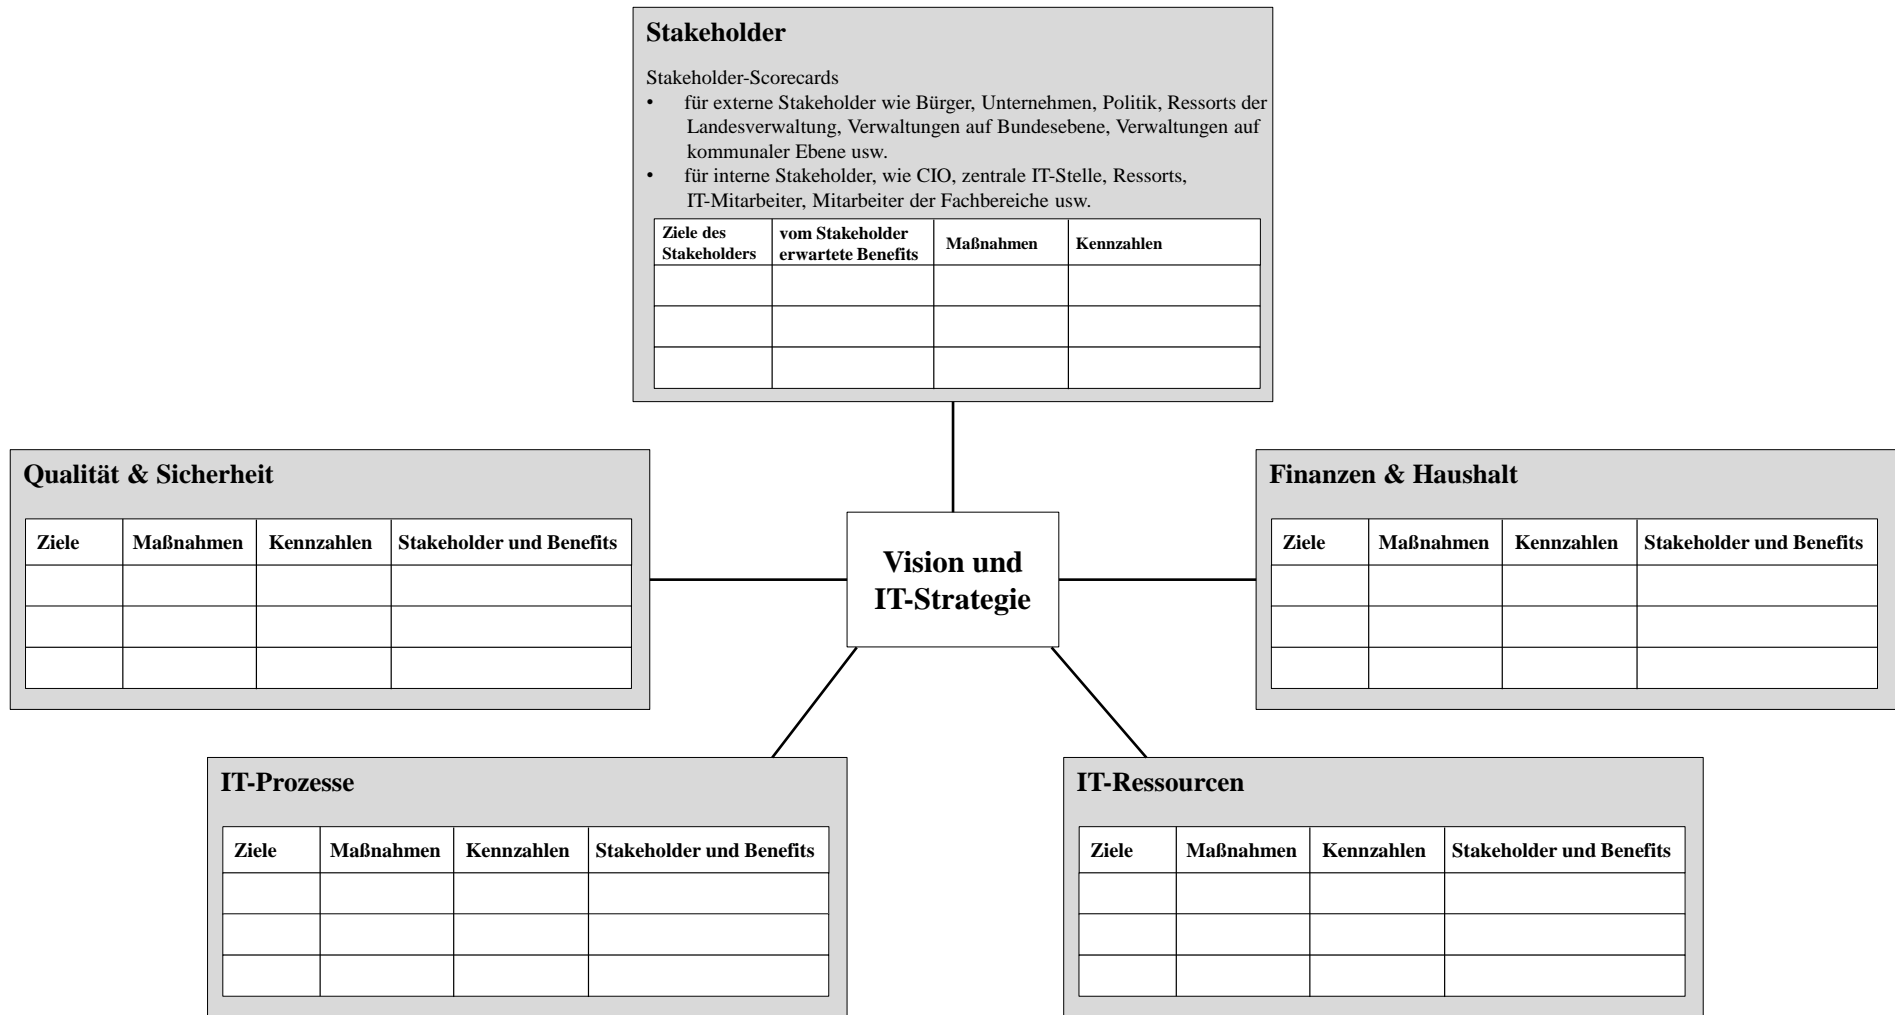 Stakeholder
Stakeholder-Scorecards
• für externe Stakeholder wie Bürger, Unternehmen, Politik, Ressorts der
Landesverwaltung, Verwaltungen auf Bundesebene, Verwaltungen auf
kommunaler Ebene usw.
• für interne Stakeholder, wie CIO, zentrale IT-Stelle, Ressorts,
IT-Mitarbeiter, Mitarbeiter der Fachbereiche usw.
Ziele des
Stakeholders
vom Stakeholder
erwartete Benefits
Maßnahmen
Kennzahlen
Qualität & Sicherheit
Ziele
Maßnahmen
Kennzahlen
Stakeholder und Benefits
Vision und
IT-Strategie
Finanzen & Haushalt
Ziele
Maßnahmen
Kennzahlen
Stakeholder und Benefits
IT-Prozesse
Ziele
Maßnahmen
Kennzahlen
Stakeholder und Benefits
IT-Ressourcen
Ziele
Maßnahmen
Kennzahlen
Stakeholder und Benefits